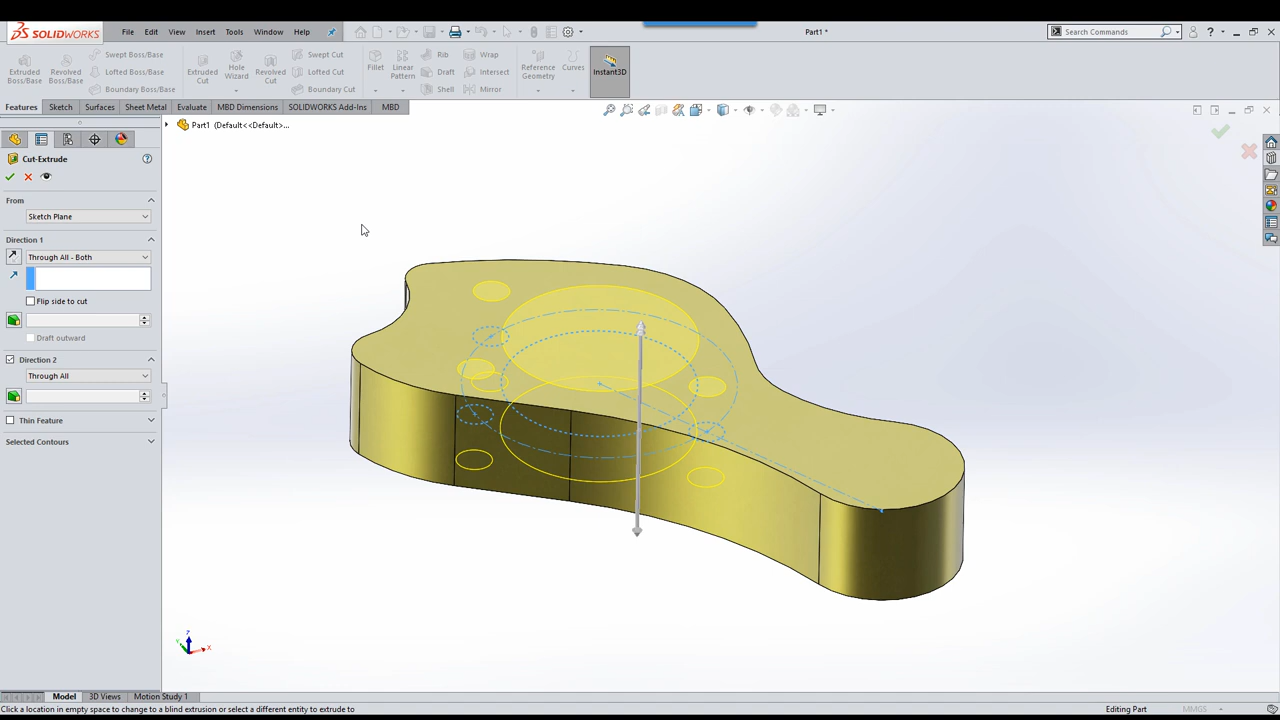 SOLIDWORKS File Edit View Insert Tools Window Help Part1 * Search Commands ?
Extruded Boss/Base
Revolved Boss/Base
Swept Boss/Base
Lofted Boss/Base
Boundary Boss/Base
Extruded Cut
Hole Wizard
Revolved Cut
Swept Cut
Lofted Cut
Boundary Cut
Fillet
Linear Pattern
Rib
Draft
Shell
Wrap
Intersect
Mirror
Reference Geometry
Curves
Instant3D
Features Sketch Surfaces Sheet Metal Evaluate MBD Dimensions SOLIDWORKS Add-Ins MBD
Part1 (Default<<Default>...
Cut-Extrude ?
From
Sketch Plane
Direction 1
Through All - Both
Flip side to cut
Draft outward
Direction 2
Through All
Thin Feature
Selected Contours
Z
Y
X
Model 3D Views Motion Study 1
Click a location in empty space to change to a blind extrusion or select a different entity to extrude to Editing Part MMGS